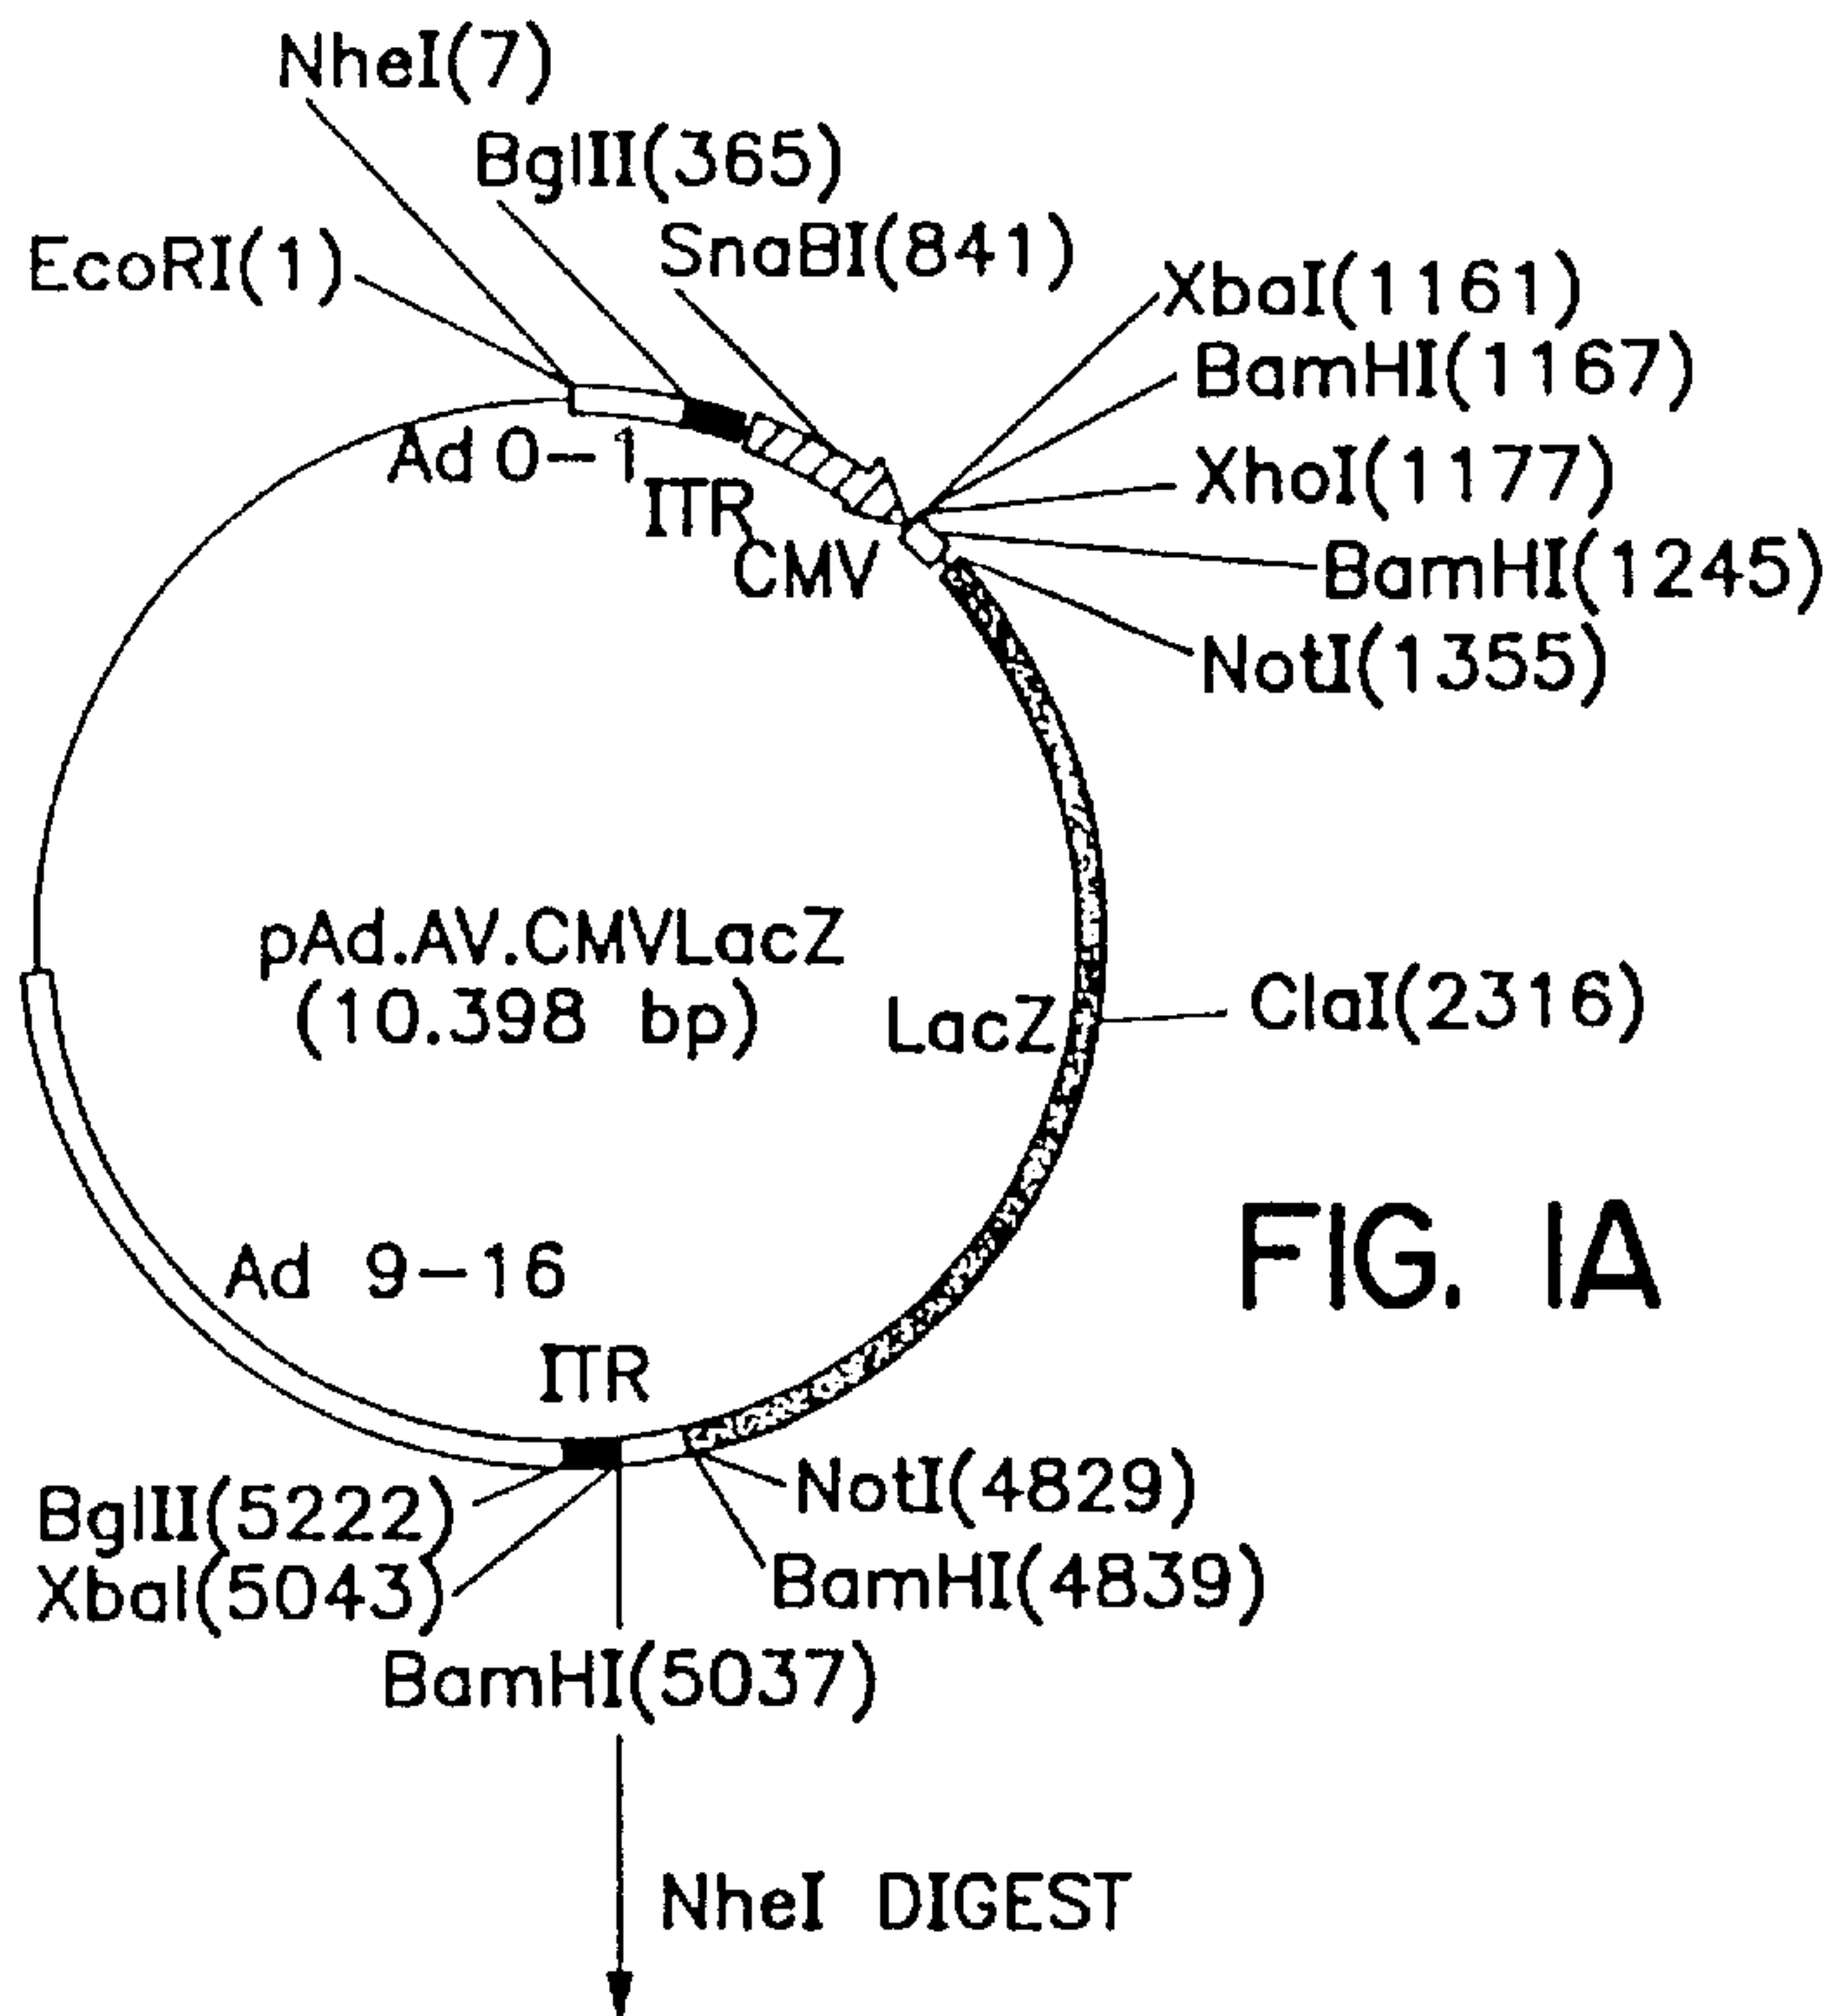 NheI(7)
BglII(365)
EcoRI(1)
SnaBI(841)
XbaI(1161)
BamHI(1167)
XhoI(1177)
BamHI(1245)
NotI(1355)
Ad 0-1
ITR
CMV
pAd.AV.CMVLacZ
(10.398 bp)
LacZ
ClaI(2316)
Ad 9-16
FIG. 1A
ITR
NotI(4829)
BglII(5222)
BamHI(4839)
XbaI(5043)
BamHI(5037)
NheI DIGEST